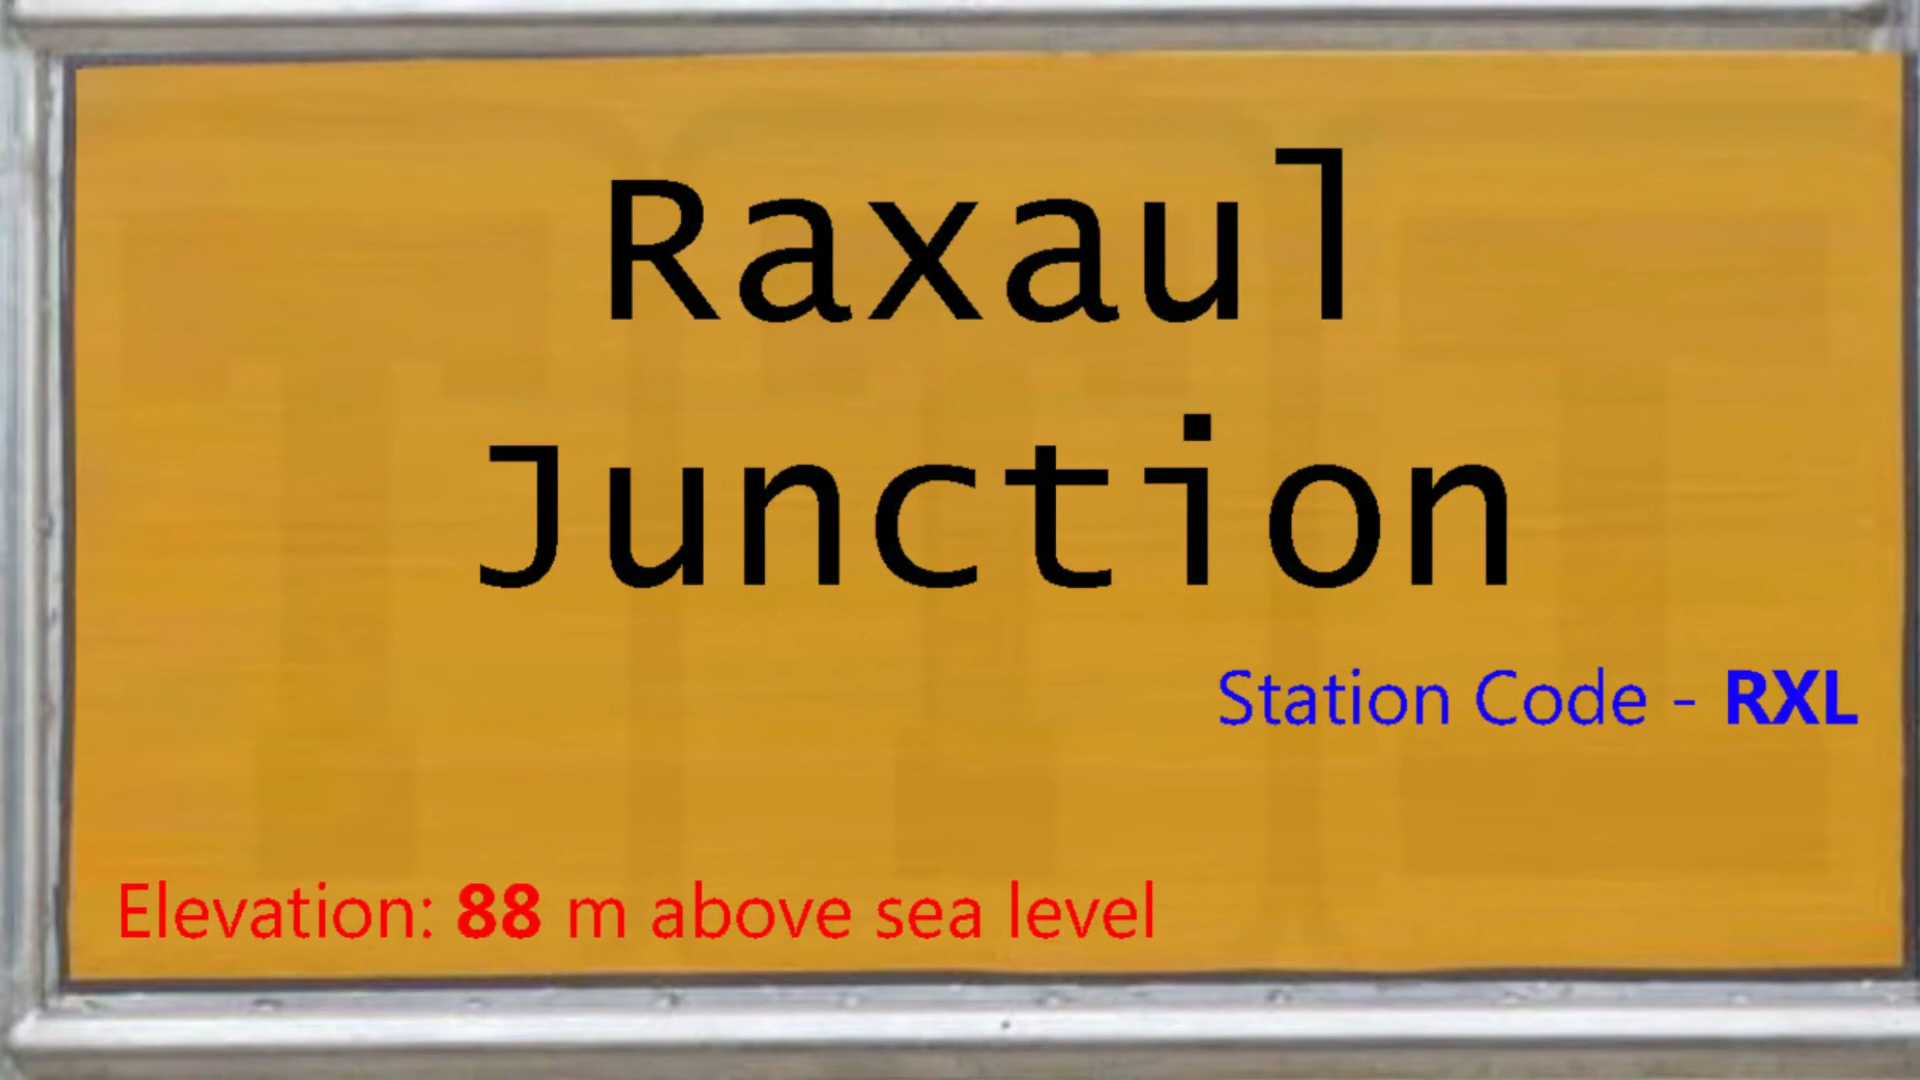 Raxaul
Junction
Station Code - RXL
Elevation: 88 m above sea level